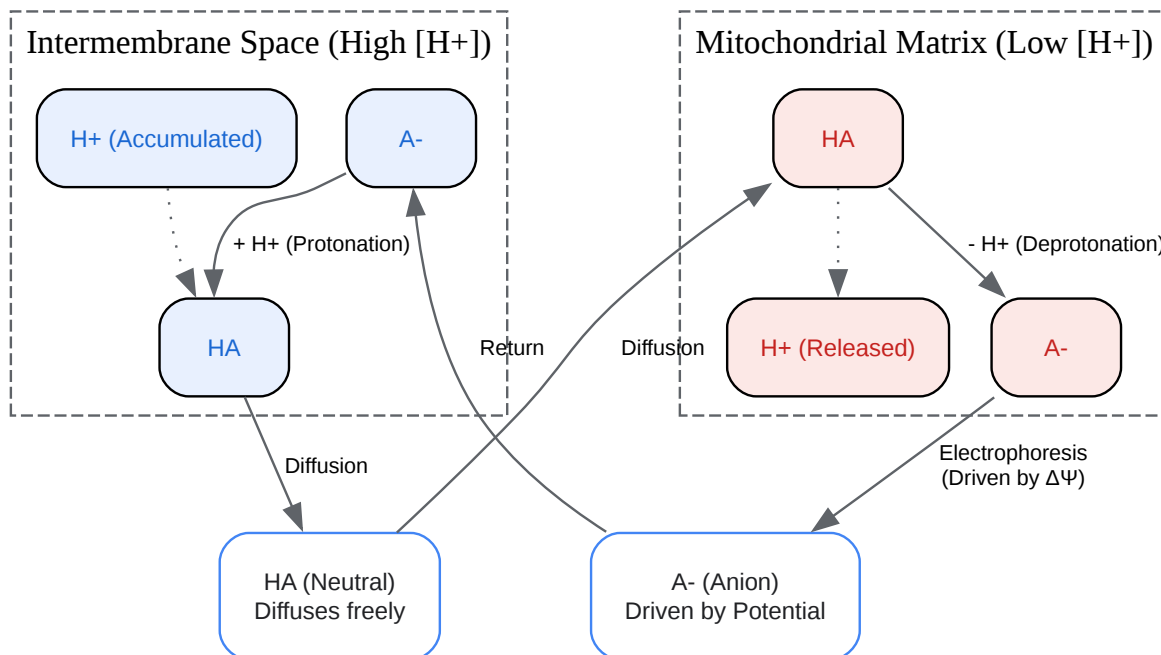 Intermembrane Space (High [H+])
Mitochondrial Matrix (Low [H+])
H+ (Accumulated)
A-
HA
+ H+ (Protonation)
- H+ (Deprotonation)
HA
Return
Diffusion
H+ (Released)
A-
Diffusion
Electrophoresis
(Driven by ΔΨ)
HA (Neutral)
Diffuses freely
A- (Anion)
Driven by Potential